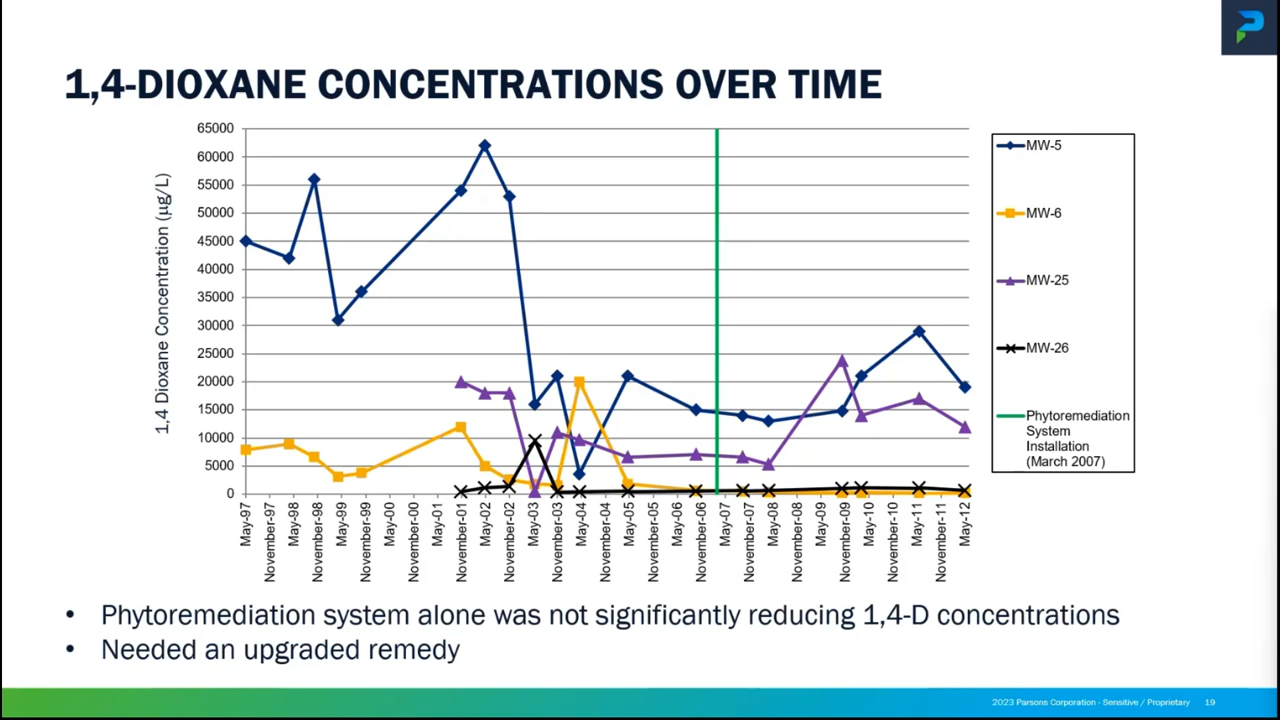 1,4-DIOXANE CONCENTRATIONS OVER TIME
1,4 Dioxane Concentration (µg/L)
65000
60000
55000
50000
45000
40000
35000
30000
25000
20000
15000
10000
5000
0
May-97
November-97
May-98
November-98
May-99
November-99
May-00
November-00
May-01
November-01
May-02
November-02
May-03
November-03
May-04
November-04
May-05
November-05
May-06
November-06
May-07
November-07
May-08
November-08
May-09
November-09
May-10
November-10
May-11
November-11
May-12
MW-5
MW-6
MW-25
MW-26
Phytoremediation
System
Installation
(March 2007)
• Phytoremediation system alone was not significantly reducing 1,4-D concentrations
• Needed an upgraded remedy
2023 Parsons Corporation - Sensitive / Proprietary 19